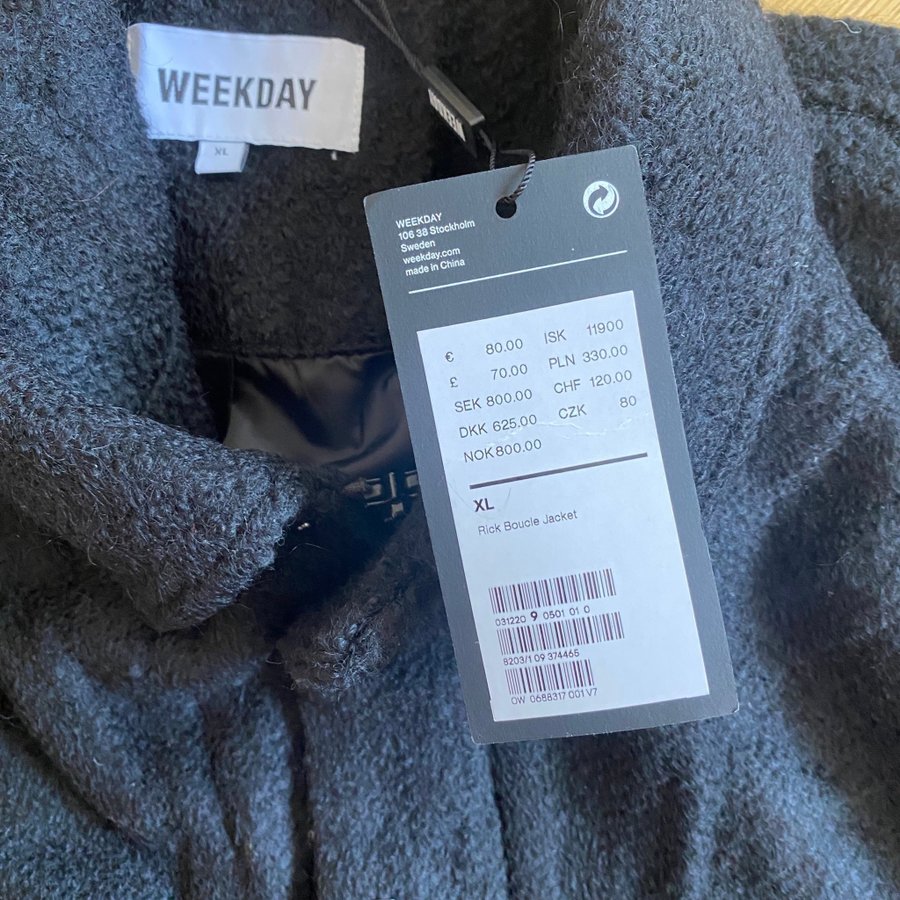 WEEKDAY
XL
WEEKDAY
106 38 Stockholm
Sweden
weekday.com
made in China
€ 80.00 ISK 11900
£ 70.00 PLN 330.00
SEK 800.00 CHF 120.00
DKK 625.00 CZK 80
NOK800.00
XL
Rick Boucle Jacket
031220 9 0501 01 0
8203/1 09 374465
OW 0688317 001 V7